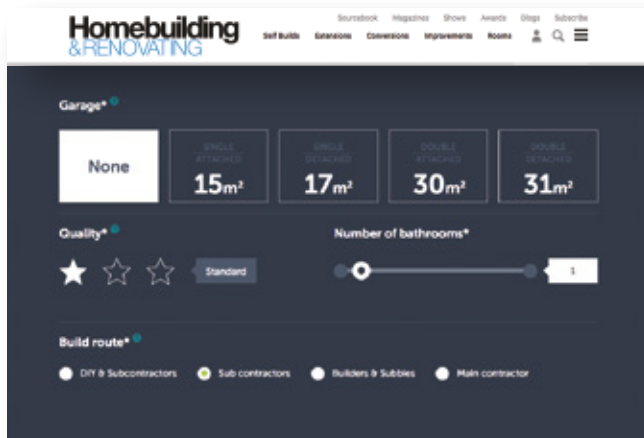 Homebuilding
& RENOVATING
Sourcebook Magazines Shows Awards Blogs Subscribe
Self Builds Extensions Conversions Improvements Rooms
Garage*
None
SINGLE ATTACHED
15m²
SINGLE DETACHED
17m²
DOUBLE ATTACHED
30m²
DOUBLE DETACHED
31m²
Quality*
Standard
Number of bathrooms*
1
Build route*
DIY & Subcontractors Sub contractors Builders & Subbies Main contractor